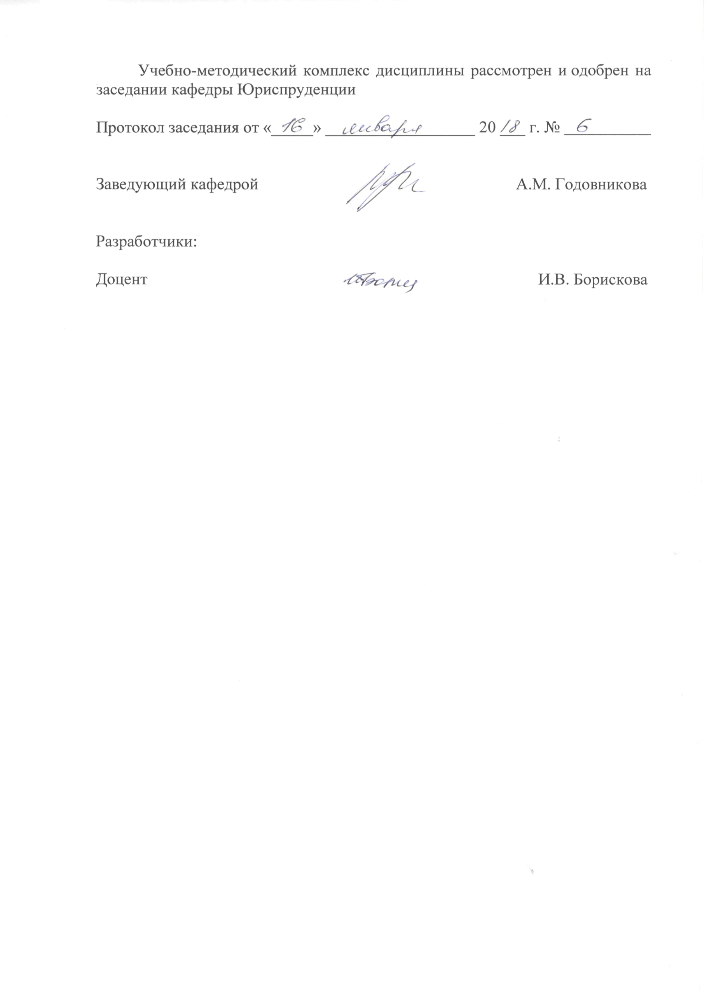 Учебно-методический комплекс дисциплины рассмотрен и одобрен на
заседании кафедры Юриспруденции
Протокол заседания от «16» января 2018 г. № 6
Заведующий кафедрой А.М. Годовникова
Разработчики:
Доцент И.В. Борискова